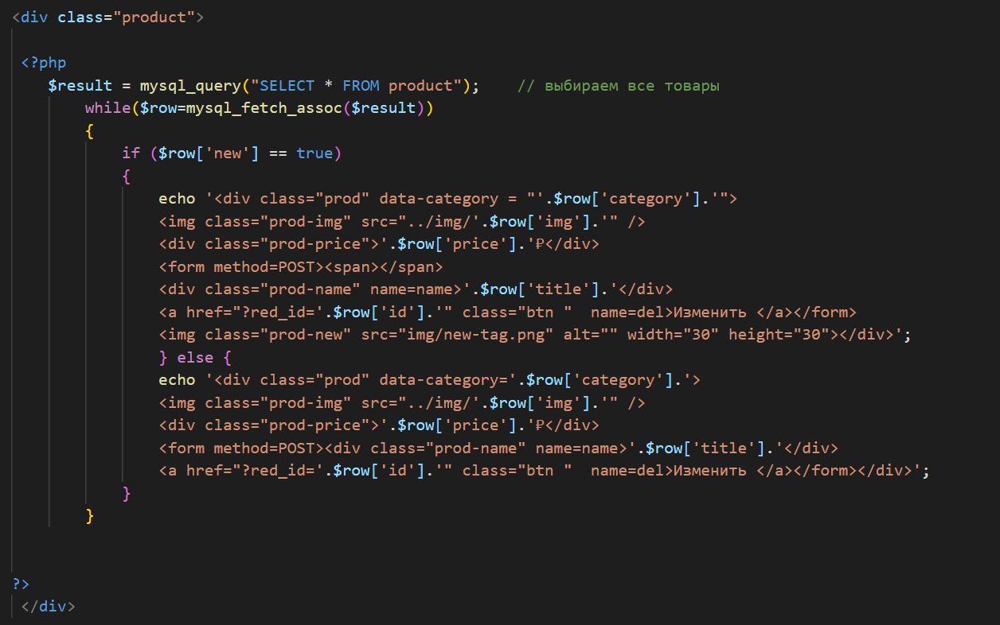 <div class="product">
<?php
$result = mysql_query("SELECT * FROM product");    // выбираем все товары
while($row=mysql_fetch_assoc($result))
{
if ($row['new'] == true)
{
echo '<div class="prod" data-category = "'.$row['category'].'">
<img class="prod-img" src="../img/'.$row['img'].'" />
<div class="prod-price">'.$row['price'].'₽</div>
<form method=POST><span></span>
<div class="prod-name" name=name>'.$row['title'].'</div>
<a href="?red_id='.$row['id'].'" class="btn "  name=del>Изменить </a></form>
<img class="prod-new" src="img/new-tag.png" alt="" width="30" height="30"></div>';
} else {
echo '<div class="prod" data-category='.$row['category'].'>
<img class="prod-img" src="../img/'.$row['img'].'" />
<div class="prod-price">'.$row['price'].'₽</div>
<form method=POST><div class="prod-name" name=name>'.$row['title'].'</div>
<a href="?red_id='.$row['id'].'" class="btn "  name=del>Изменить </a></form></div>';
}
}
?>
</div>